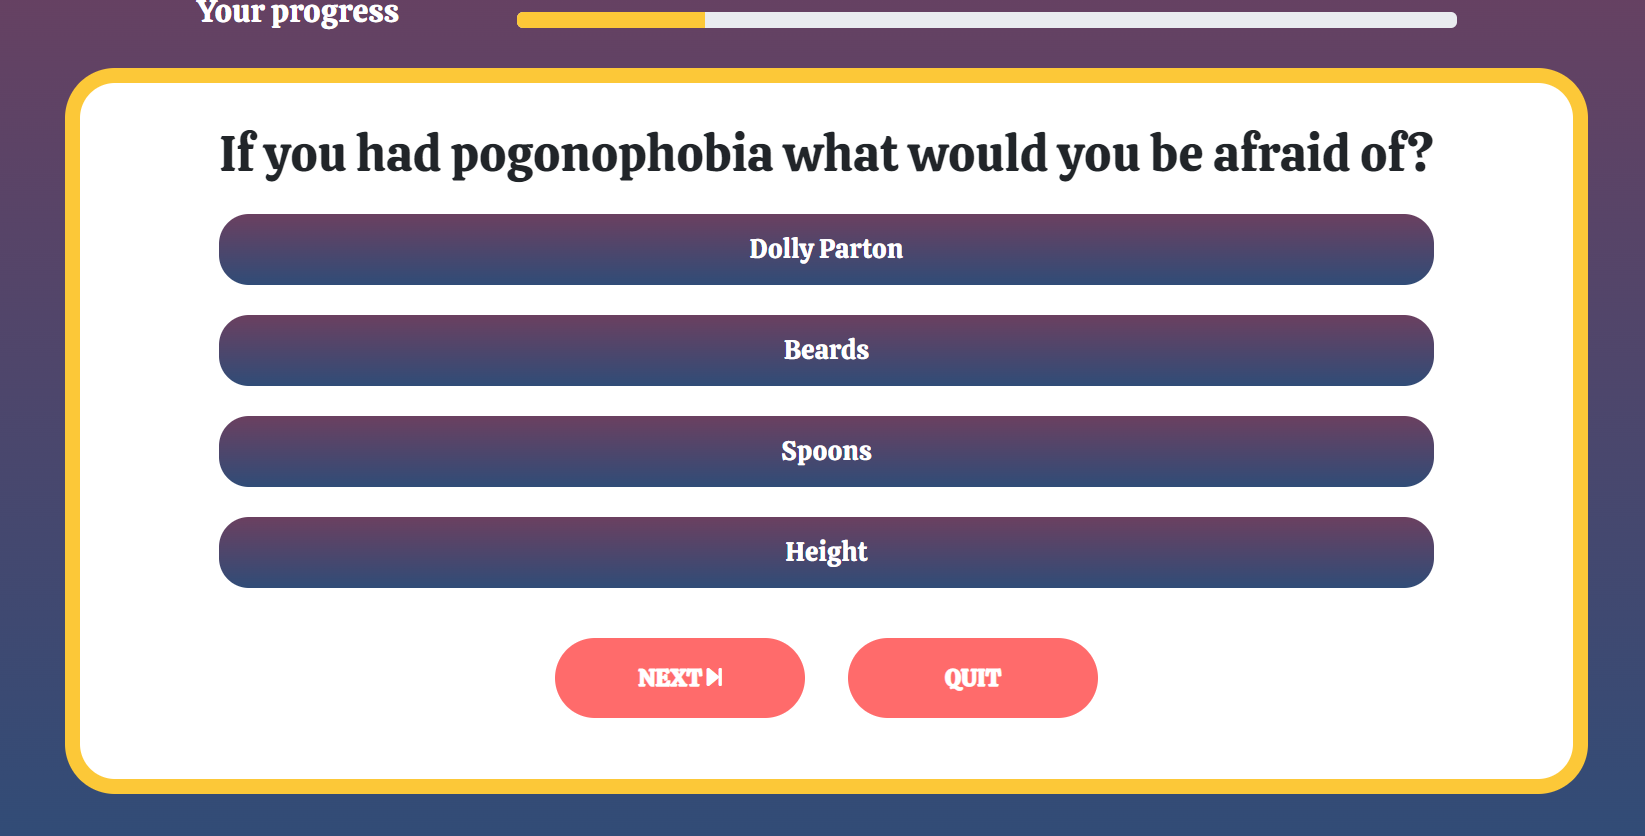 Your progress
If you had pogonophobia what would you be afraid of?
Dolly Parton
Beards
Spoons
Height
NEXT
QUIT